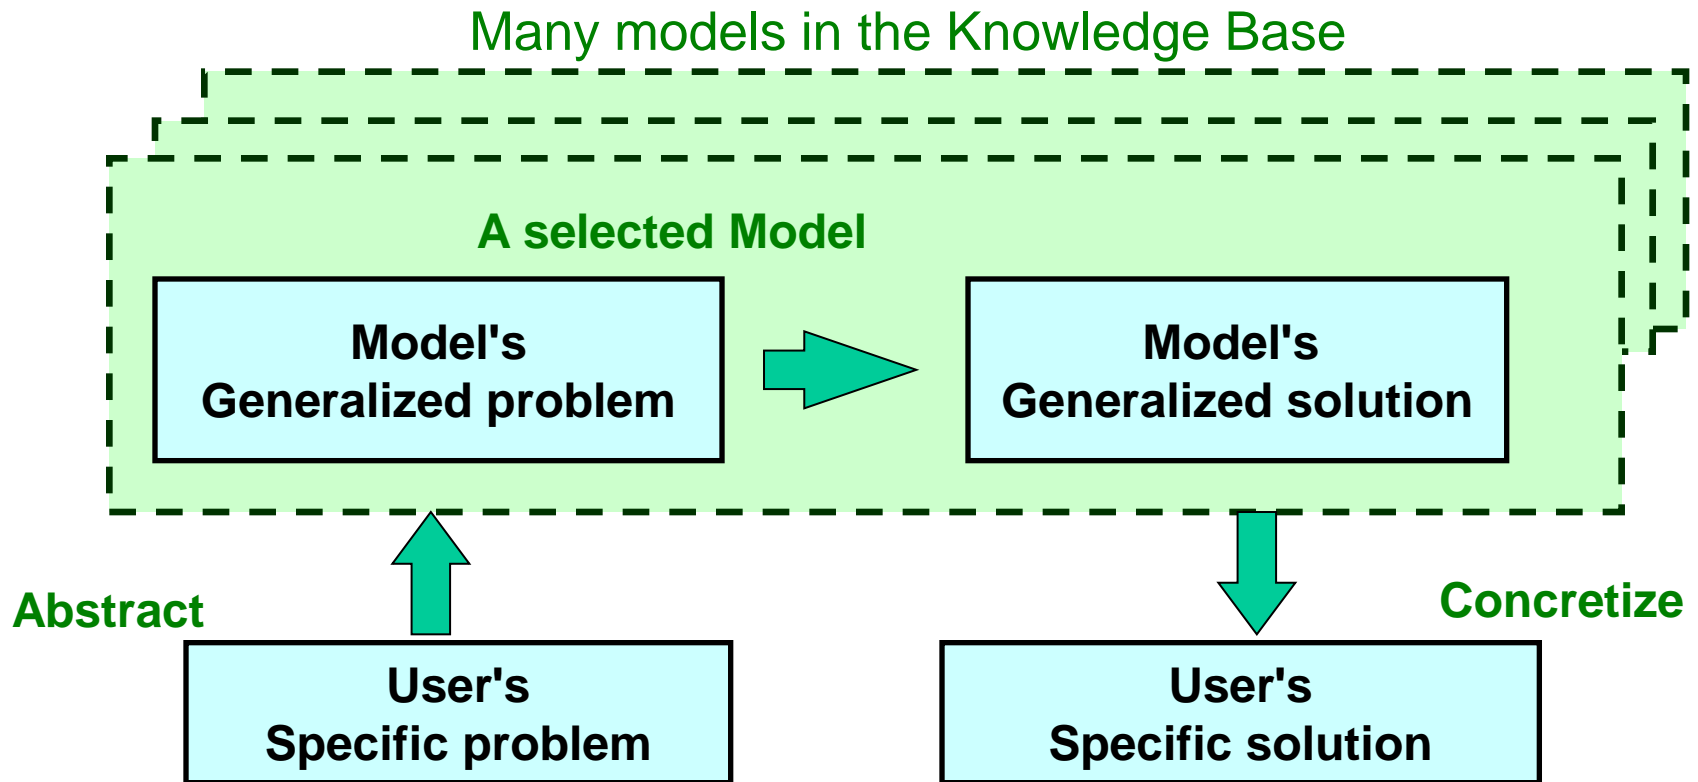 Many models in the Knowledge Base
A selected Model
Model's
Generalized problem
Model's
Generalized solution
Abstract
Concretize
User's
Specific problem
User's
Specific solution